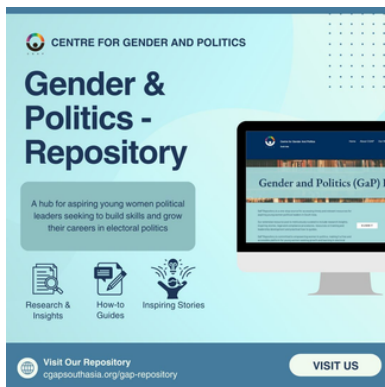 CENTRE FOR GENDER AND POLITICS
Gender &
Politics -
Repository
A hub for aspiring young women political
leaders seeking to build skills and grow
their careers in electoral politics
Gender and Politics (GaP)
Research &
Insights
How-to
Guides
Inspiring Stories
Visit Our Repository
cgapsouthasia.org/gap-repository
VISIT US